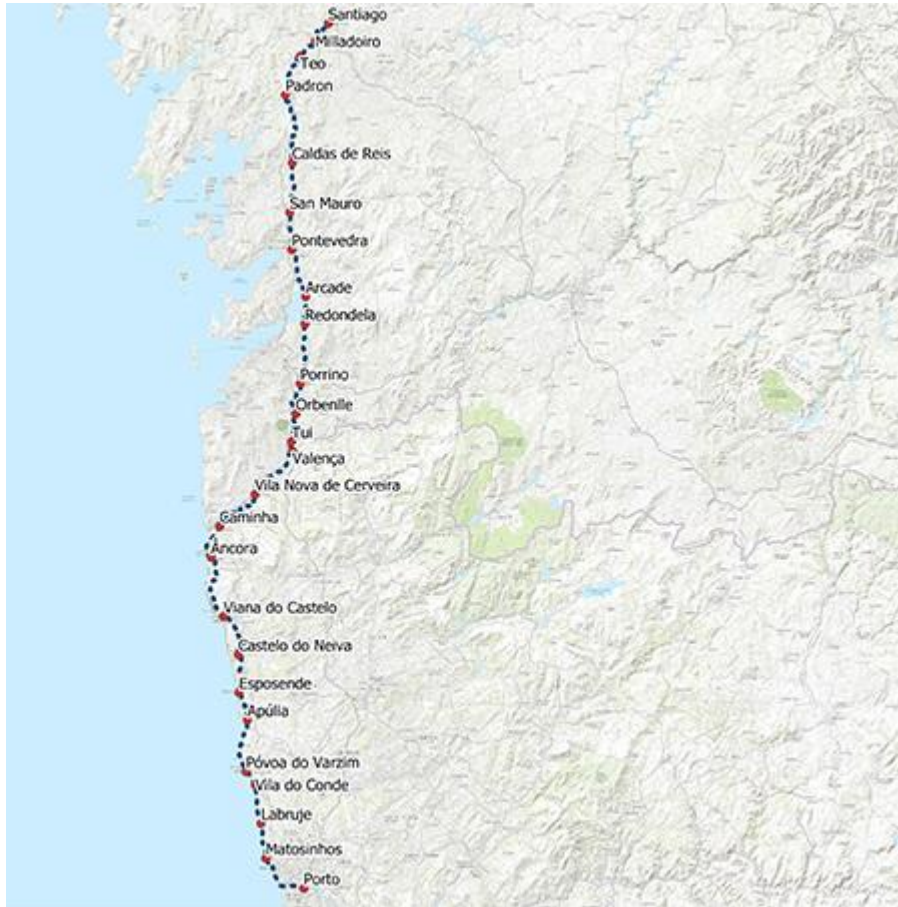 Santiago
Milladoiro
Teo
Padron
Caldas de Reis
San Mauro
Pontevedra
Arcade
Redondela
Porrino
Orbenlle
Tui
Valença
Vila Nova de Cerveira
Caminha
Âncora
Viana do Castelo
Castelo do Neiva
Esposende
Apúlia
Póvoa do Varzim
Vila do Conde
Labruje
Matosinhos
Porto